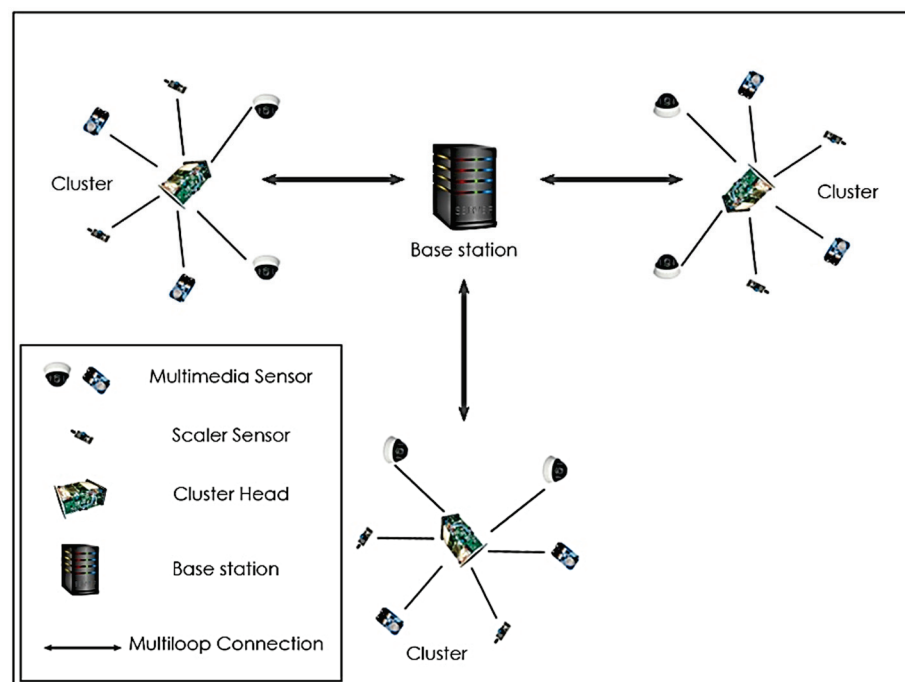 Cluster
Cluster
Base station
Multimedia Sensor
Scaler Sensor
Cluster Head
Base station
Multiloop Connection
Cluster